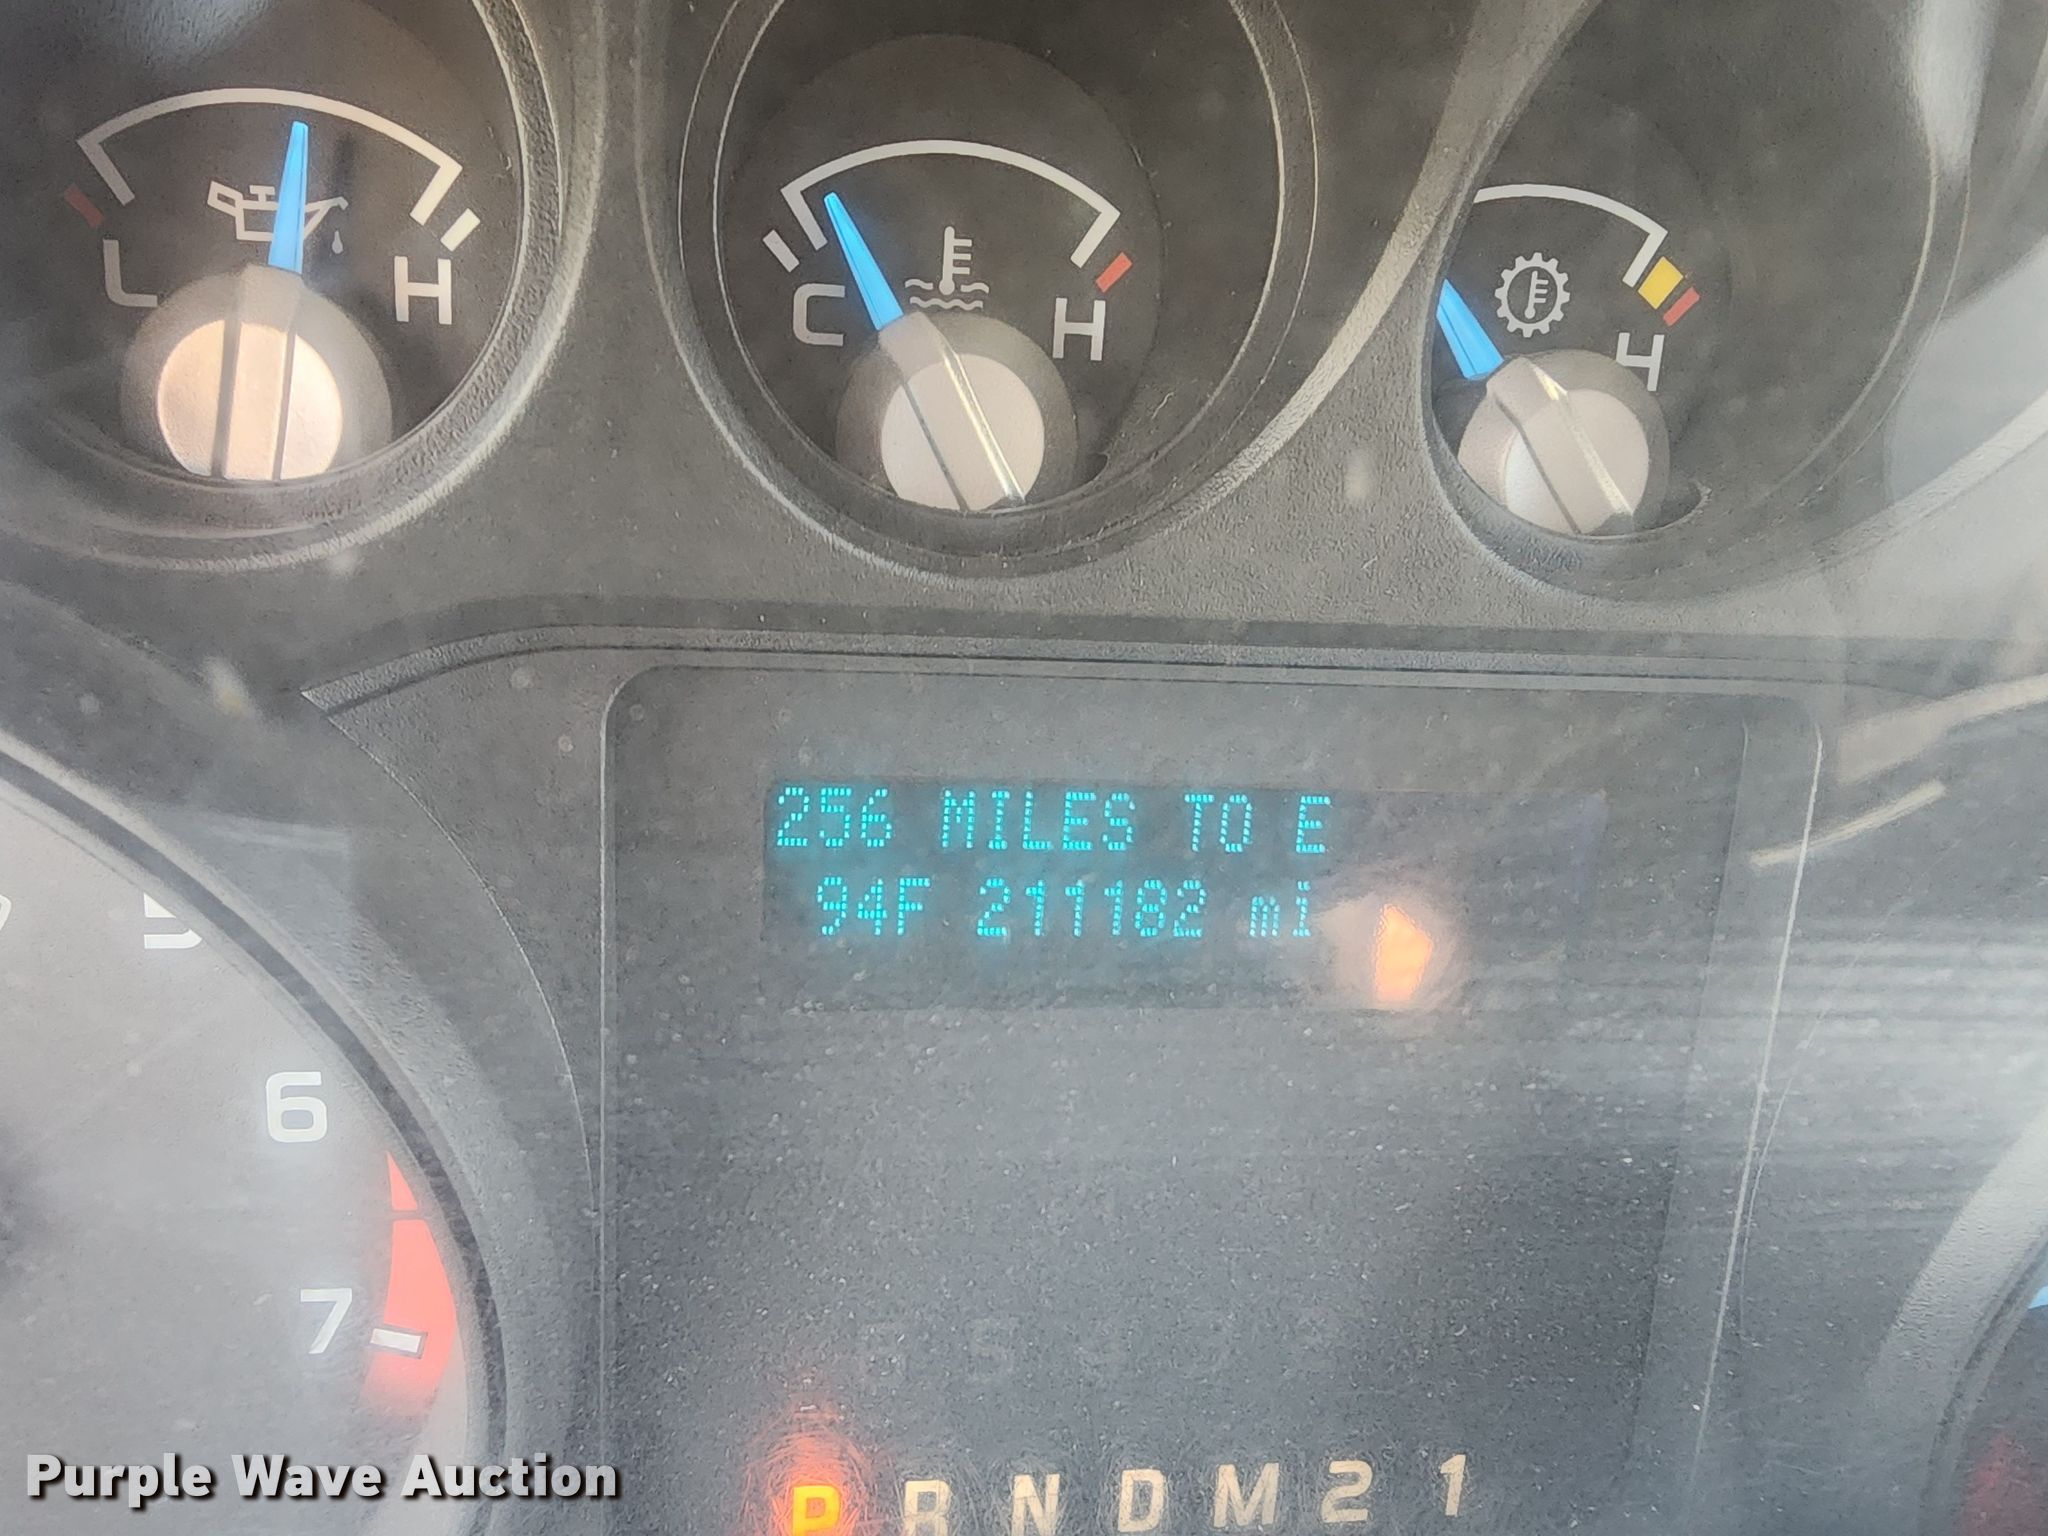 L H
C H
H
256 MILES TO E
94F 211182 mi
5
6
7
P R N D M 2 1
Purple Wave Auction